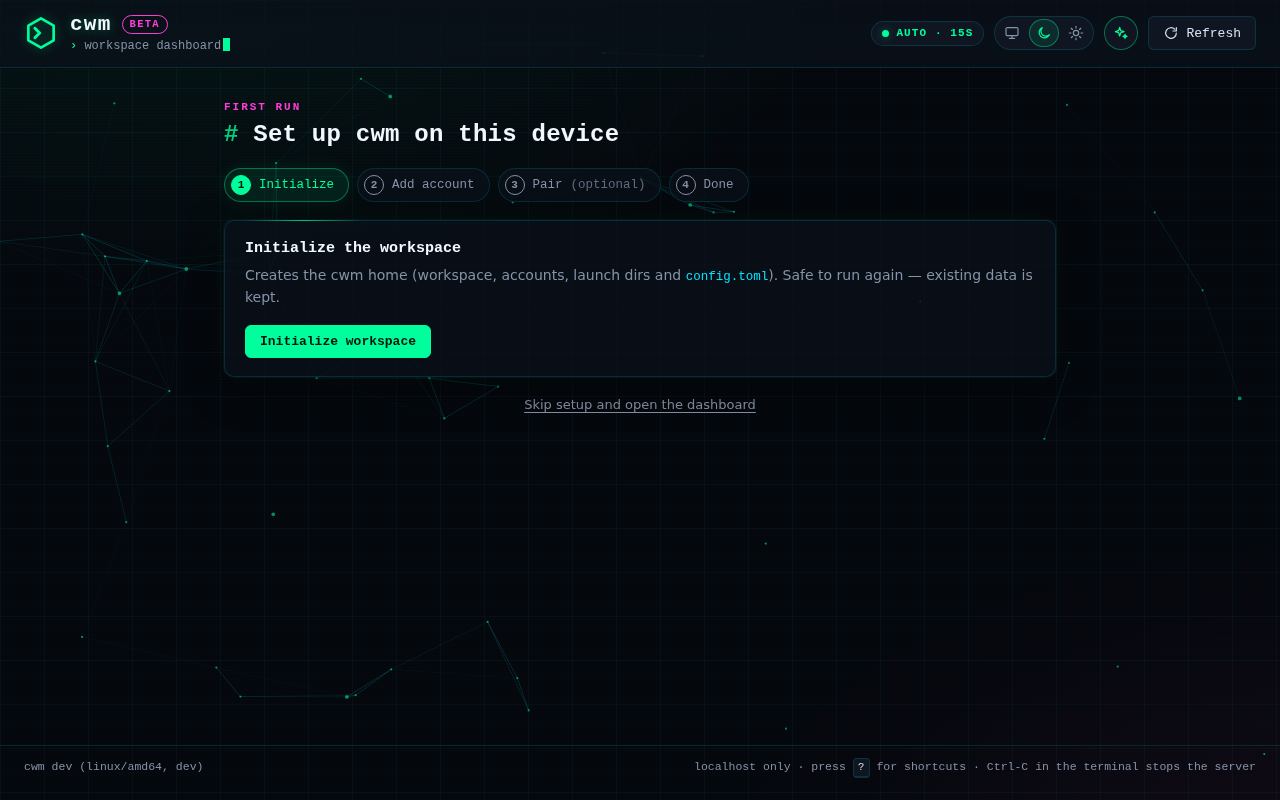 cwm BETA
› workspace dashboard
AUTO · 15S
Refresh
FIRST RUN
# Set up cwm on this device
1 Initialize
2 Add account
3 Pair (optional)
4 Done
Initialize the workspace
Creates the cwm home (workspace, accounts, launch dirs and config.toml). Safe to run again — existing data is
kept.
Initialize workspace
Skip setup and open the dashboard
cwm dev (linux/amd64, dev)
localhost only · press ? for shortcuts · Ctrl-C in the terminal stops the server